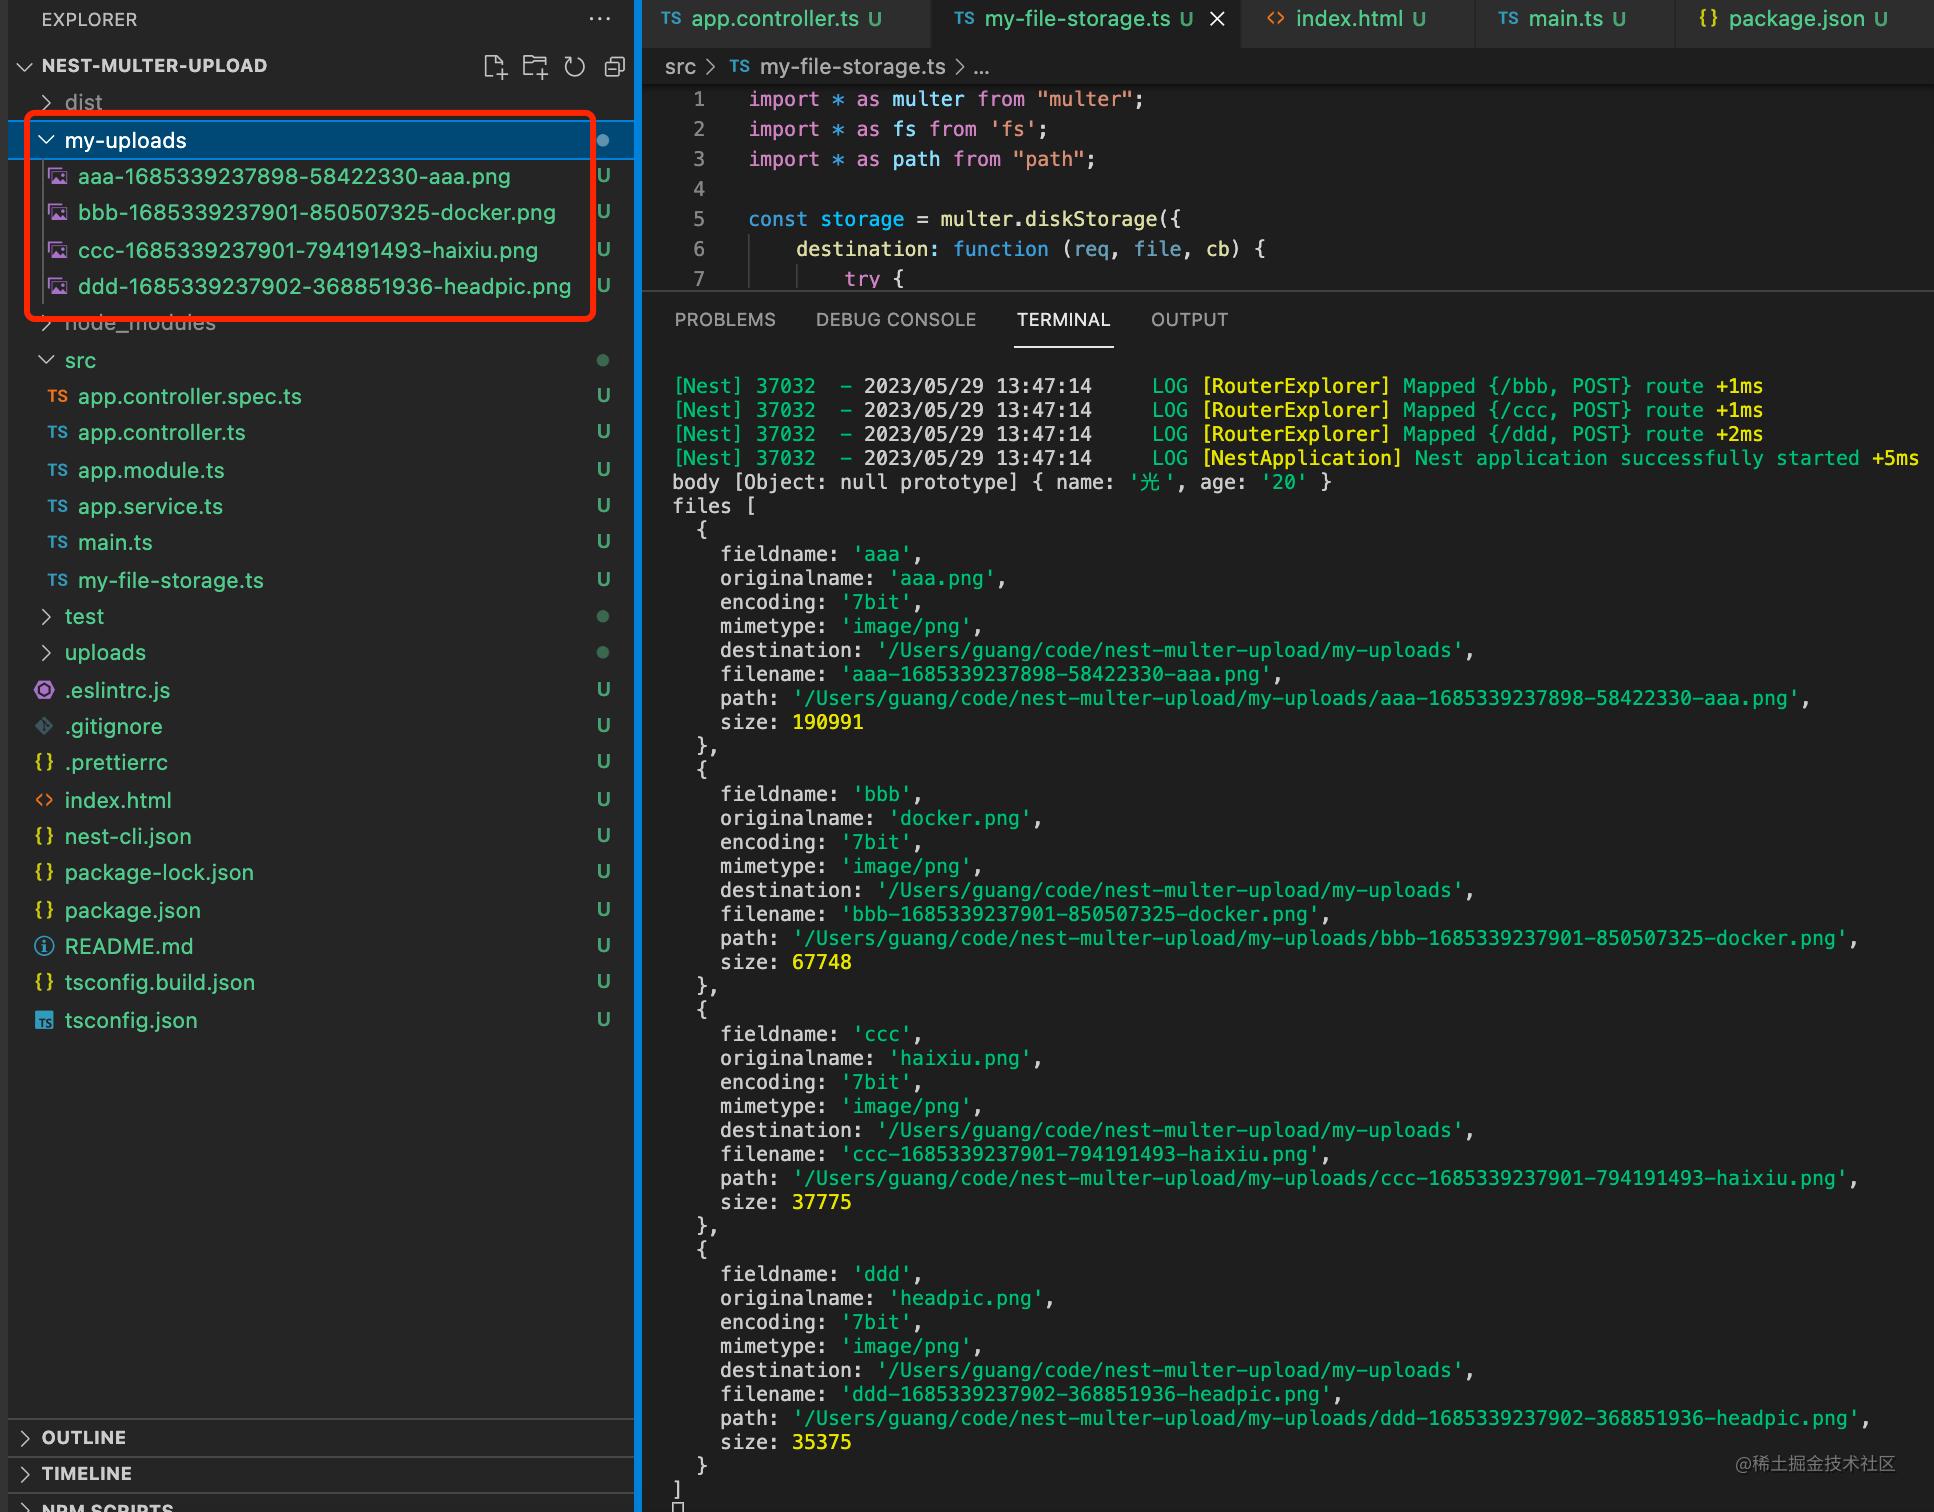 EXPLORER
NEST-MULTER-UPLOAD
dist
my-uploads
aaa-1685339237898-58422330-aaa.png U
bbb-1685339237901-850507325-docker.png U
ccc-1685339237901-794191493-haixiu.png U
ddd-1685339237902-368851936-headpic.png U
node_modules
src
TS app.controller.spec.ts U
TS app.controller.ts U
TS app.module.ts U
TS app.service.ts U
TS main.ts U
TS my-file-storage.ts U
test
uploads
.eslintrc.js U
.gitignore U
{} .prettierrc U
<> index.html U
{} nest-cli.json U
{} package-lock.json U
{} package.json U
README.md U
{} tsconfig.build.json U
TS tsconfig.json U
OUTLINE
TIMELINE
NPM SCRIPTS
TS app.controller.ts U TS my-file-storage.ts U <> index.html U TS main.ts U {} package.json U
src > TS my-file-storage.ts > ...
1 import * as multer from "multer";
2 import * as fs from 'fs';
3 import * as path from "path";
4
5 const storage = multer.diskStorage({
6 destination: function (req, file, cb) {
7 try {
PROBLEMS DEBUG CONSOLE TERMINAL OUTPUT
[Nest] 37032 - 2023/05/29 13:47:14 LOG [RouterExplorer] Mapped {/bbb, POST} route +1ms
[Nest] 37032 - 2023/05/29 13:47:14 LOG [RouterExplorer] Mapped {/ccc, POST} route +1ms
[Nest] 37032 - 2023/05/29 13:47:14 LOG [RouterExplorer] Mapped {/ddd, POST} route +2ms
[Nest] 37032 - 2023/05/29 13:47:14 LOG [NestApplication] Nest application successfully started +5ms
body [Object: null prototype] { name: '光', age: '20' }
files [
{
fieldname: 'aaa',
originalname: 'aaa.png',
encoding: '7bit',
mimetype: 'image/png',
destination: '/Users/guang/code/nest-multer-upload/my-uploads',
filename: 'aaa-1685339237898-58422330-aaa.png',
path: '/Users/guang/code/nest-multer-upload/my-uploads/aaa-1685339237898-58422330-aaa.png',
size: 190991
},
{
fieldname: 'bbb',
originalname: 'docker.png',
encoding: '7bit',
mimetype: 'image/png',
destination: '/Users/guang/code/nest-multer-upload/my-uploads',
filename: 'bbb-1685339237901-850507325-docker.png',
path: '/Users/guang/code/nest-multer-upload/my-uploads/bbb-1685339237901-850507325-docker.png',
size: 67748
},
{
fieldname: 'ccc',
originalname: 'haixiu.png',
encoding: '7bit',
mimetype: 'image/png',
destination: '/Users/guang/code/nest-multer-upload/my-uploads',
filename: 'ccc-1685339237901-794191493-haixiu.png',
path: '/Users/guang/code/nest-multer-upload/my-uploads/ccc-1685339237901-794191493-haixiu.png',
size: 37775
},
{
fieldname: 'ddd',
originalname: 'headpic.png',
encoding: '7bit',
mimetype: 'image/png',
destination: '/Users/guang/code/nest-multer-upload/my-uploads',
filename: 'ddd-1685339237902-368851936-headpic.png',
path: '/Users/guang/code/nest-multer-upload/my-uploads/ddd-1685339237902-368851936-headpic.png',
size: 35375
}
]
@稀土掘金技术社区